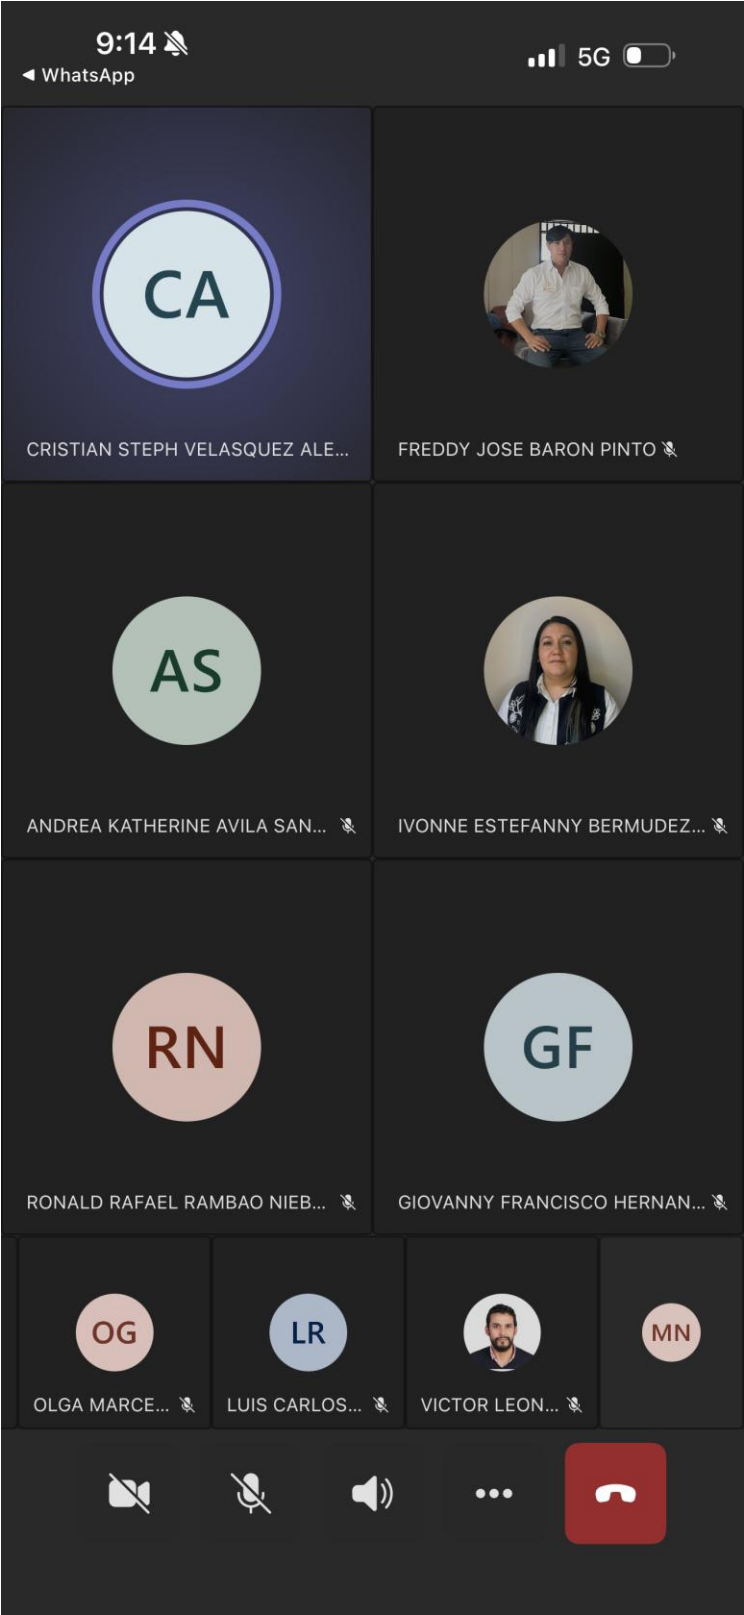 9:14
5G
◀ WhatsApp
CA
CRISTIAN STEPH VELASQUEZ ALE...
FREDDY JOSE BARON PINTO
AS
ANDREA KATHERINE AVILA SAN...
IVONNE ESTEFANNY BERMUDEZ...
RN
GF
RONALD RAFAEL RAMBAO NIEB...
GIOVANNY FRANCISCO HERNAN...
OG
LR
MN
OLGA MARCE...
LUIS CARLOS...
VICTOR LEON...